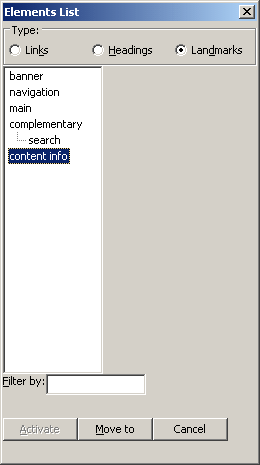 Elements List
Type:
Links Headings Landmarks
banner
navigation
main
complementary
search
content info
Filter by:
Activate Move to Cancel